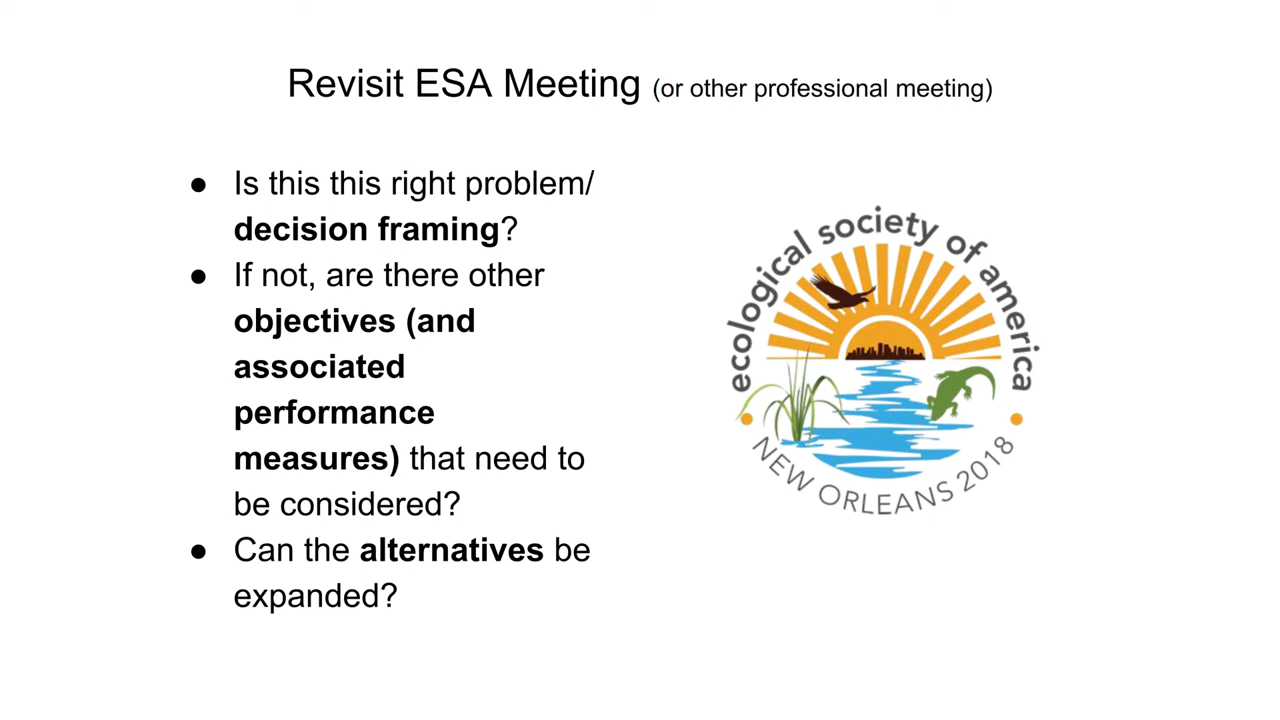 Revisit ESA Meeting (or other professional meeting)
● Is this this right problem/
decision framing?
● If not, are there other
objectives (and
associated
performance
measures) that need to
be considered?
● Can the alternatives be
expanded?
ecological society of america
NEW ORLEANS 2018